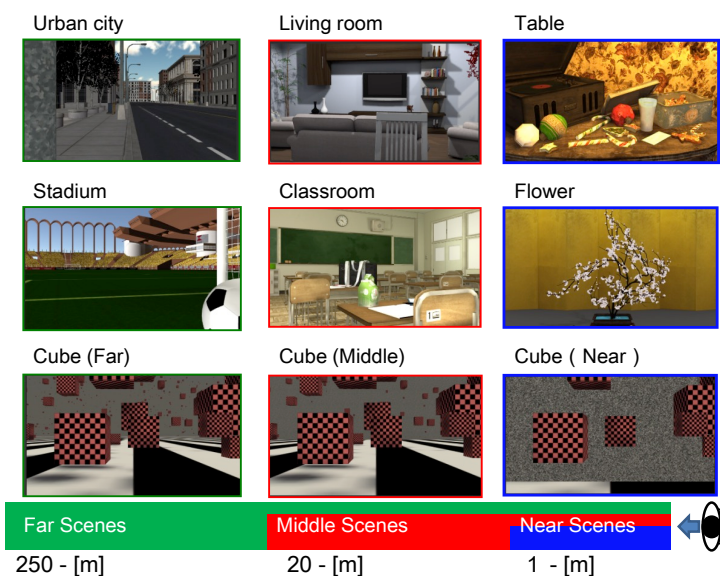 Urban city
Living room
Table
Stadium
Classroom
Flower
Cube (Far)
Cube (Middle)
Cube ( Near )
Far Scenes
Middle Scenes
Near Scenes
250 - [m]
20 - [m]
1 - [m]